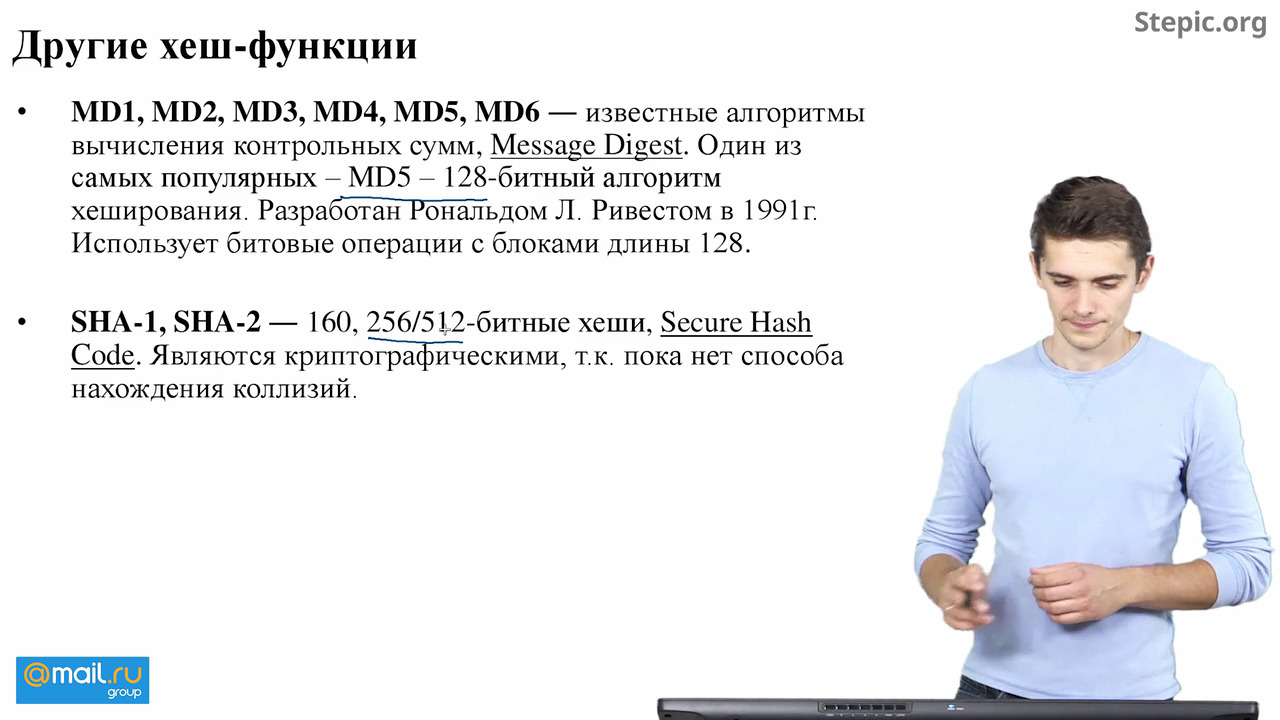 Stepic.org
Другие хеш-функции
• MD1, MD2, MD3, MD4, MD5, MD6 — известные алгоритмы
вычисления контрольных сумм, Message Digest. Один из
самых популярных – MD5 – 128-битный алгоритм
хеширования. Разработан Рональдом Л. Ривестом в 1991г.
Использует битовые операции с блоками длины 128.
• SHA-1, SHA-2 — 160, 256/512-битные хеши, Secure Hash
Code. Являются криптографическими, т.к. пока нет способа
нахождения коллизий.
@mail.ru
group